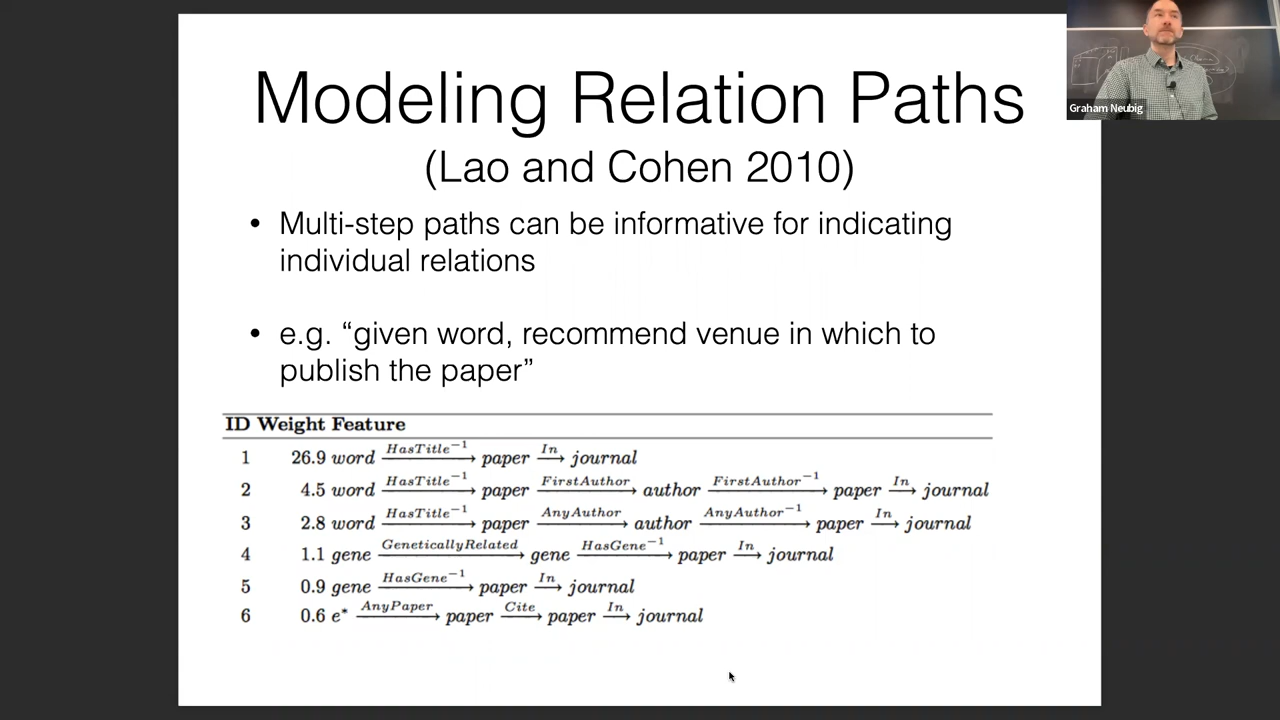 Modeling Relation Paths
(Lao and Cohen 2010)
• Multi-step paths can be informative for indicating
individual relations
• e.g. “given word, recommend venue in which to
publish the paper”
ID Weight Feature
1 26.9 word HasTitle⁻¹ → paper In → journal
2 4.5 word HasTitle⁻¹ → paper FirstAuthor → author FirstAuthor⁻¹ → paper In → journal
3 2.8 word HasTitle⁻¹ → paper AnyAuthor → author AnyAuthor⁻¹ → paper In → journal
4 1.1 gene GeneticallyRelated → gene HasGene⁻¹ → paper In → journal
5 0.9 gene HasGene⁻¹ → paper In → journal
6 0.6 e* AnyPaper → paper Cite → paper In → journal
Graham Neubig